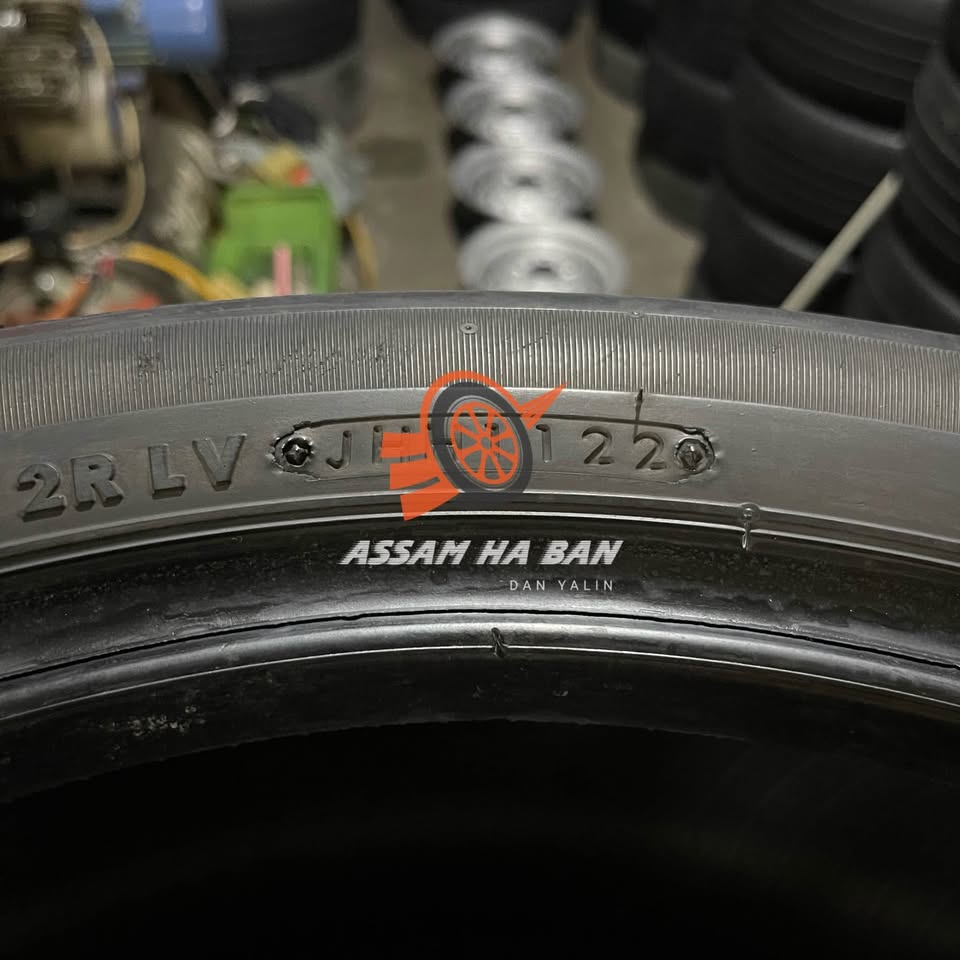 2R LV 122
ASSAM HA BAN
DAN YALIN